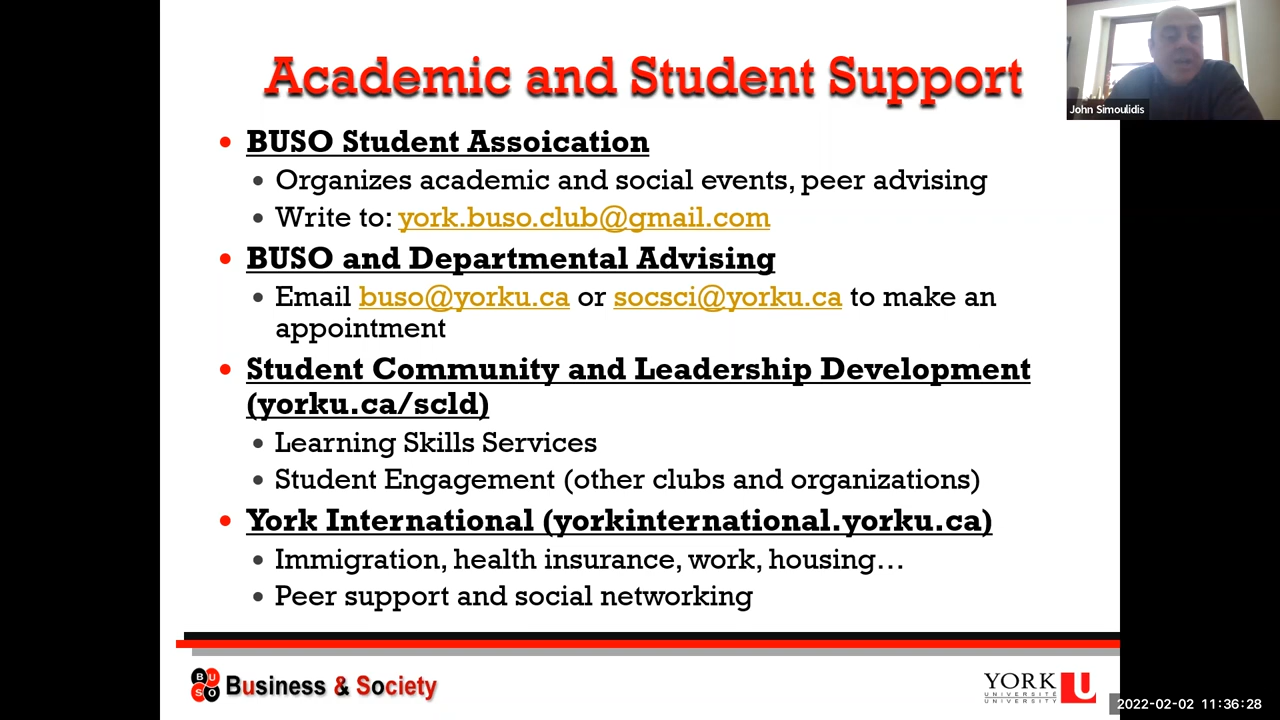 Academic and Student Support
John Simoulidis
BUSO Student Assoication
Organizes academic and social events, peer advising
Write to: york.buso.club@gmail.com
BUSO and Departmental Advising
Email buso@yorku.ca or socsci@yorku.ca to make an
appointment
Student Community and Leadership Development
(yorku.ca/scld)
Learning Skills Services
Student Engagement (other clubs and organizations)
York International (yorkinternational.yorku.ca)
Immigration, health insurance, work, housing…
Peer support and social networking
B U
S O
Business & Society
YORK U
UNIVERSITÉ
UNIVERSITY
2022-02-02 11:36:28